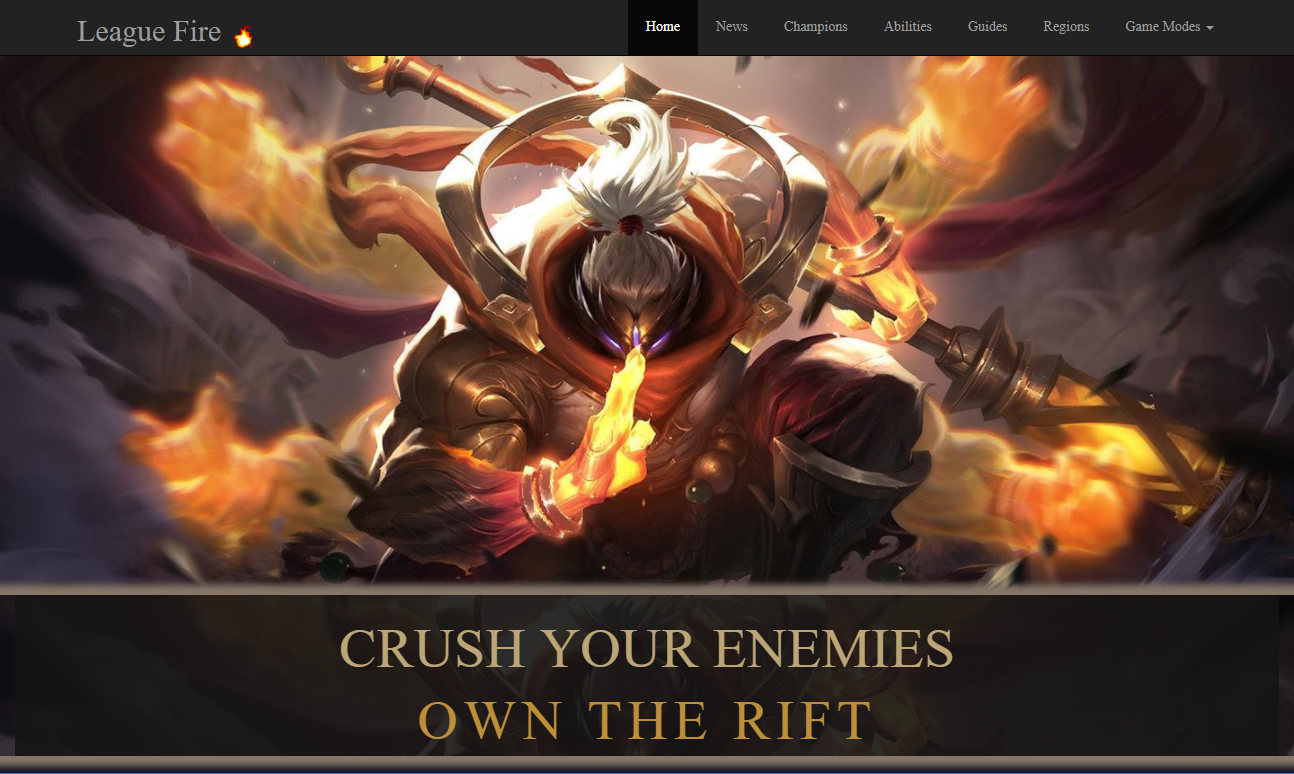 League Fire
Home News Champions Abilities Guides Regions Game Modes
CRUSH YOUR ENEMIES
OWN THE RIFT